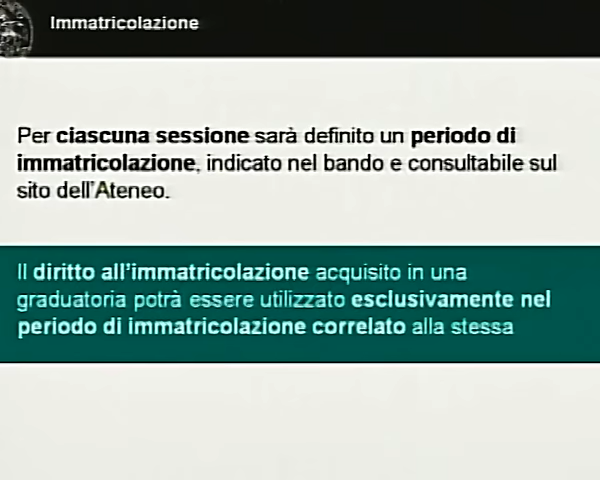 Immatricolazione
Per ciascuna sessione sarà definito un periodo di
immatricolazione, indicato nel bando e consultabile sul
sito dell'Ateneo.
Il diritto all'immatricolazione acquisito in una
graduatoria potrà essere utilizzato esclusivamente nel
periodo di immatricolazione correlato alla stessa